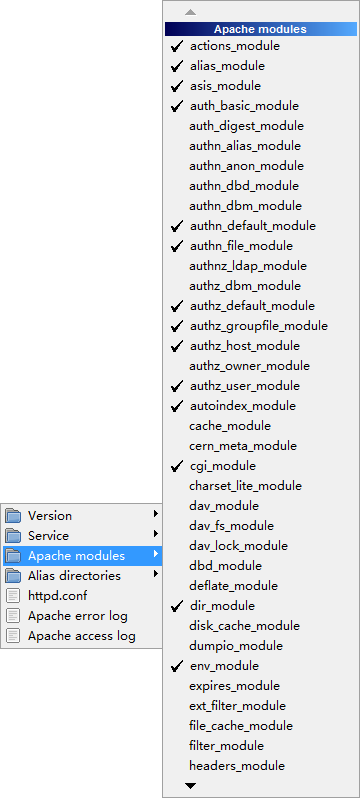 Apache modules
actions_module
alias_module
asis_module
auth_basic_module
auth_digest_module
authn_alias_module
authn_anon_module
authn_dbd_module
authn_dbm_module
authn_default_module
authn_file_module
authnz_ldap_module
authz_dbm_module
authz_default_module
authz_groupfile_module
authz_host_module
authz_owner_module
authz_user_module
autoindex_module
cache_module
cern_meta_module
cgi_module
charset_lite_module
dav_module
dav_fs_module
dav_lock_module
dbd_module
deflate_module
dir_module
disk_cache_module
dumpio_module
env_module
expires_module
ext_filter_module
file_cache_module
filter_module
headers_module
Version
Service
Apache modules
Alias directories
httpd.conf
Apache error log
Apache access log